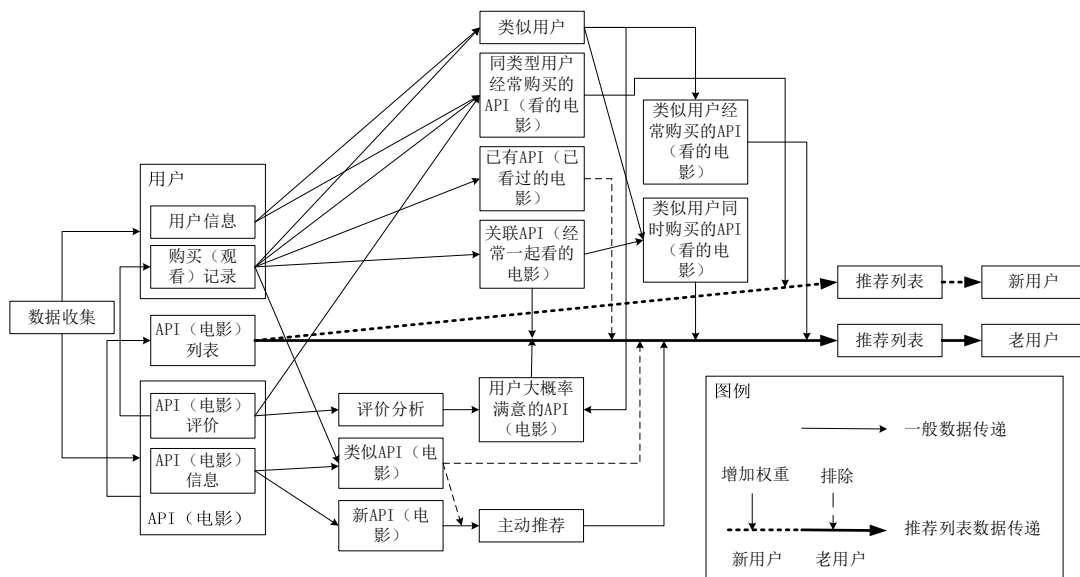 类似用户
同类型用户
经常购买的
API（看的电
影）
类似用户经
常购买的API
（看的电
影）
用户
已有API（已
看过的电
影）
用户信息
类似用户同
时购买的API
（看的电
影）
购买（观
看）记录
关联API（经
常一起看的
电影）
数据收集
推荐列表
新用户
API（电影）
列表
推荐列表
老用户
API（电影）
评价
评价分析
用户大概率
满意的API
（电影）
API（电影）
信息
类似API（电
影）
API（电影）
新API（电
影）
主动推荐
图例
一般数据传递
增加权重
排除
推荐列表数据传递
新用户
老用户